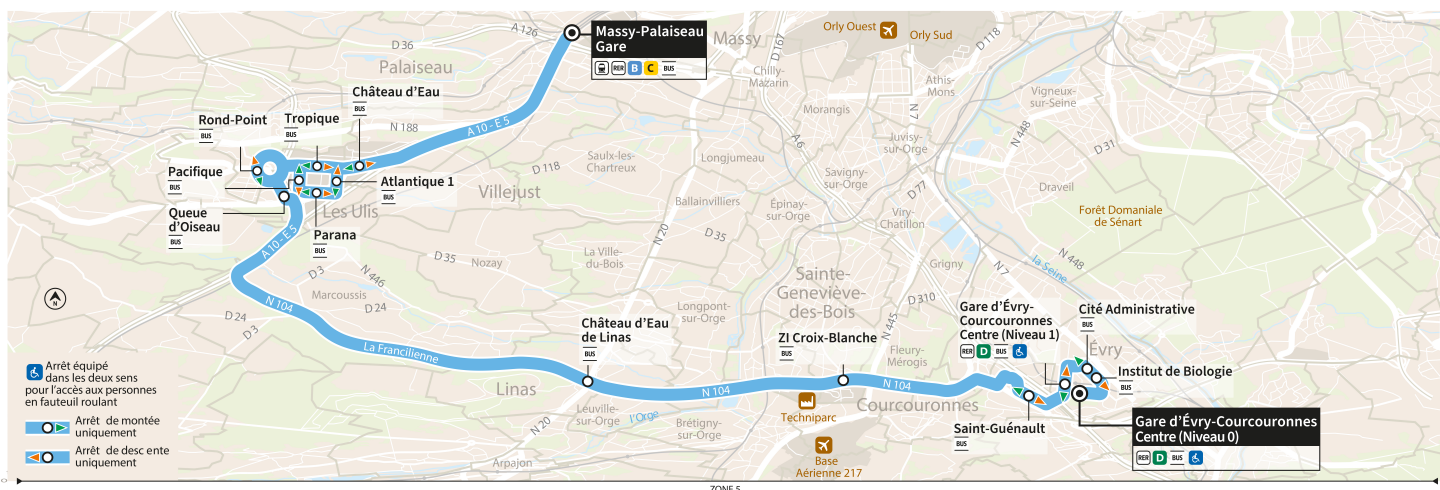 A 126
Massy-Palaiseau
Gare
RER B C BUS
Massy
D 167
Orly Ouest
Orly Sud
D 118
D 36
Palaiseau
Chilly-
Mazarin
Athis-
Mons
Vigneux-
sur-Seine
Château d'Eau
BUS
Rond-Point
BUS
Tropique
BUS
N 188
A 10 - E 5
Morangis
N 7
N 448
A 6
Juvisy-
sur-Orge
D 31
Pacifique
BUS
Atlantique 1
BUS
D 118
Saulx-les-
Chartreux
Longjumeau
Savigny-
sur-Orge
D 77
Draveil
Villejust
Ballainvilliers
Épinay-
sur-Orge
Viry-
Chatillon
Forêt Domaniale
de Sénart
Queue
d'Oiseau
BUS
Les Ulis
Parana
BUS
A 10 - E 5
N 20
D 35
D 35
Nozay
La Ville-
du-Bois
Grigny
N 7
la Seine
N 448
D 3
N 446
Marcoussis
Sainte-
Geneviève-
des-Bois
N
N 104
D 24
D 24
D 3
Longpont-
sur-Orge
D 310
N 445
Gare d'Évry-
Courcouronnes
Centre (Niveau 1)
RER D BUS
Cité Administrative
BUS
Château d'Eau
de Linas
BUS
ZI Croix-Blanche
BUS
Fleury-
Mérogis
Évry
La Francilienne
Institut de Biologie
BUS
Arrêt équipé
dans les deux sens
pour l'accès aux personnes
en fauteuil roulant
Linas
N 104
N 104
Courcouronnes
Techniparc
Leuville-
sur-Orge
l'Orge
Brétigny-
sur-Orge
N 20
Arpajon
Saint-Guénault
BUS
Gare d'Évry-Courcouronnes
Centre (Niveau 0)
RER D BUS
Arrêt de montée
uniquement
Arrêt de desc ente
uniquement
Base
Aérienne 217
ZONE 5